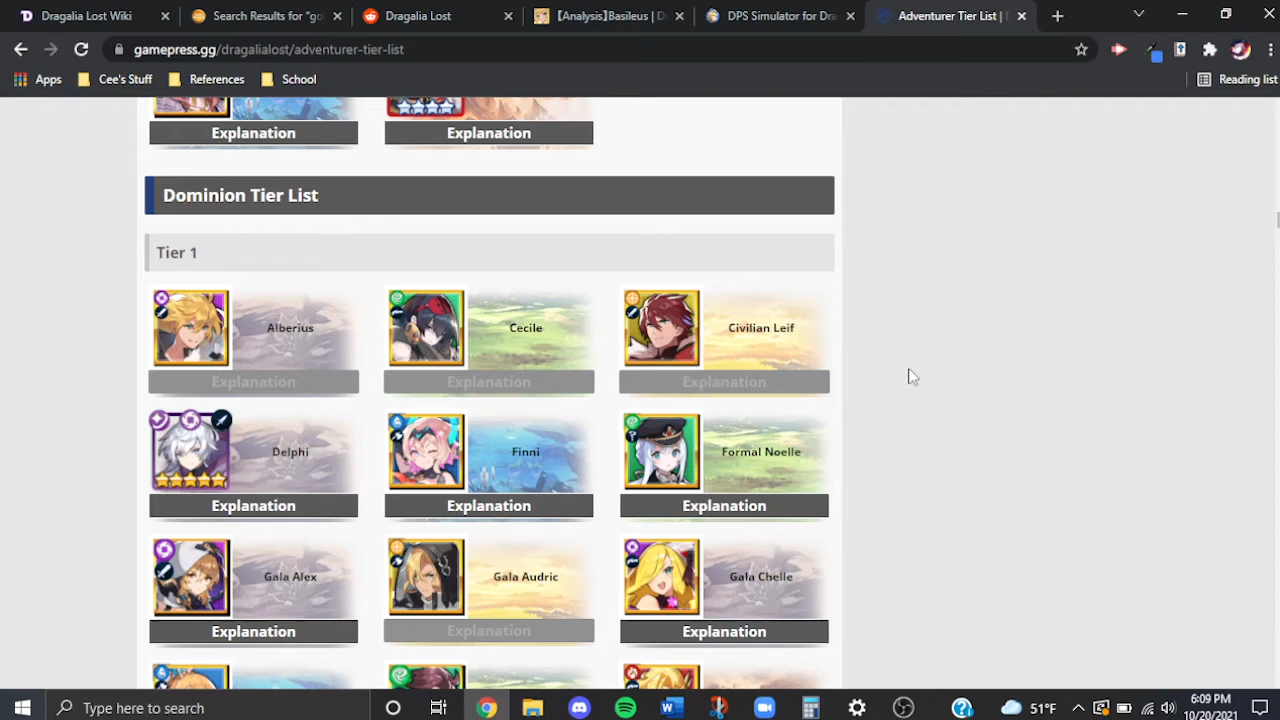 Dragalia Lost Wiki
Search Results for "go
Dragalia Lost
【Analysis】Basileus | D
DPS Simulator for Dra
Adventurer Tier List | P
gamepress.gg/dragalialost/adventurer-tier-list
Apps
Cee's Stuff
References
School
Reading list
Explanation
Explanation
Dominion Tier List
Tier 1
Alberius
Cecile
Civilian Leif
Explanation
Explanation
Explanation
Delphi
Finni
Formal Noelle
Explanation
Explanation
Explanation
Gala Alex
Gala Audric
Gala Chelle
Explanation
Explanation
Explanation
Type here to search
51°F
6:09 PM
10/20/2021